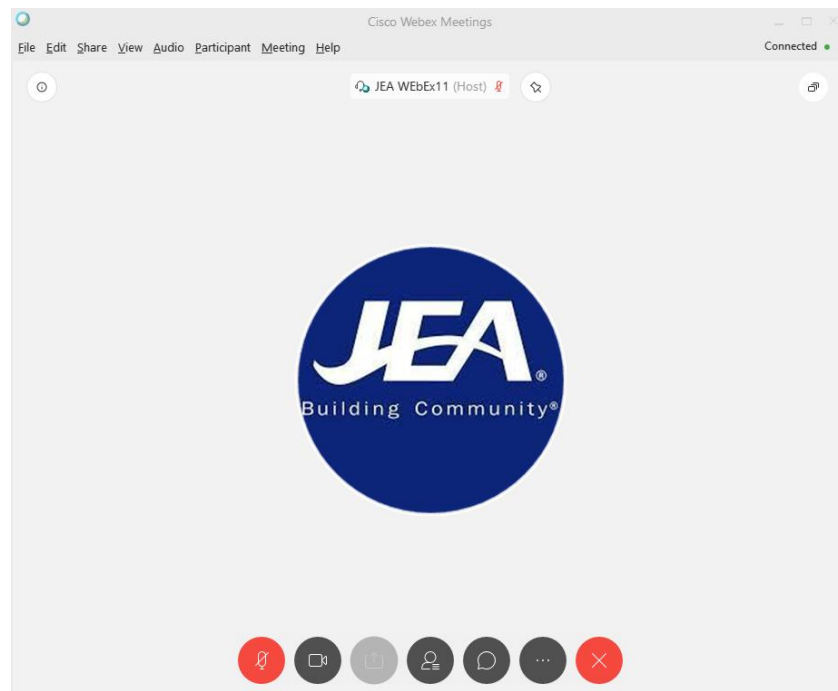 Cisco Webex Meetings
File Edit Share View Audio Participant Meeting Help
Connected
JEA WEbEx11 (Host)
JEA®
Building Community®